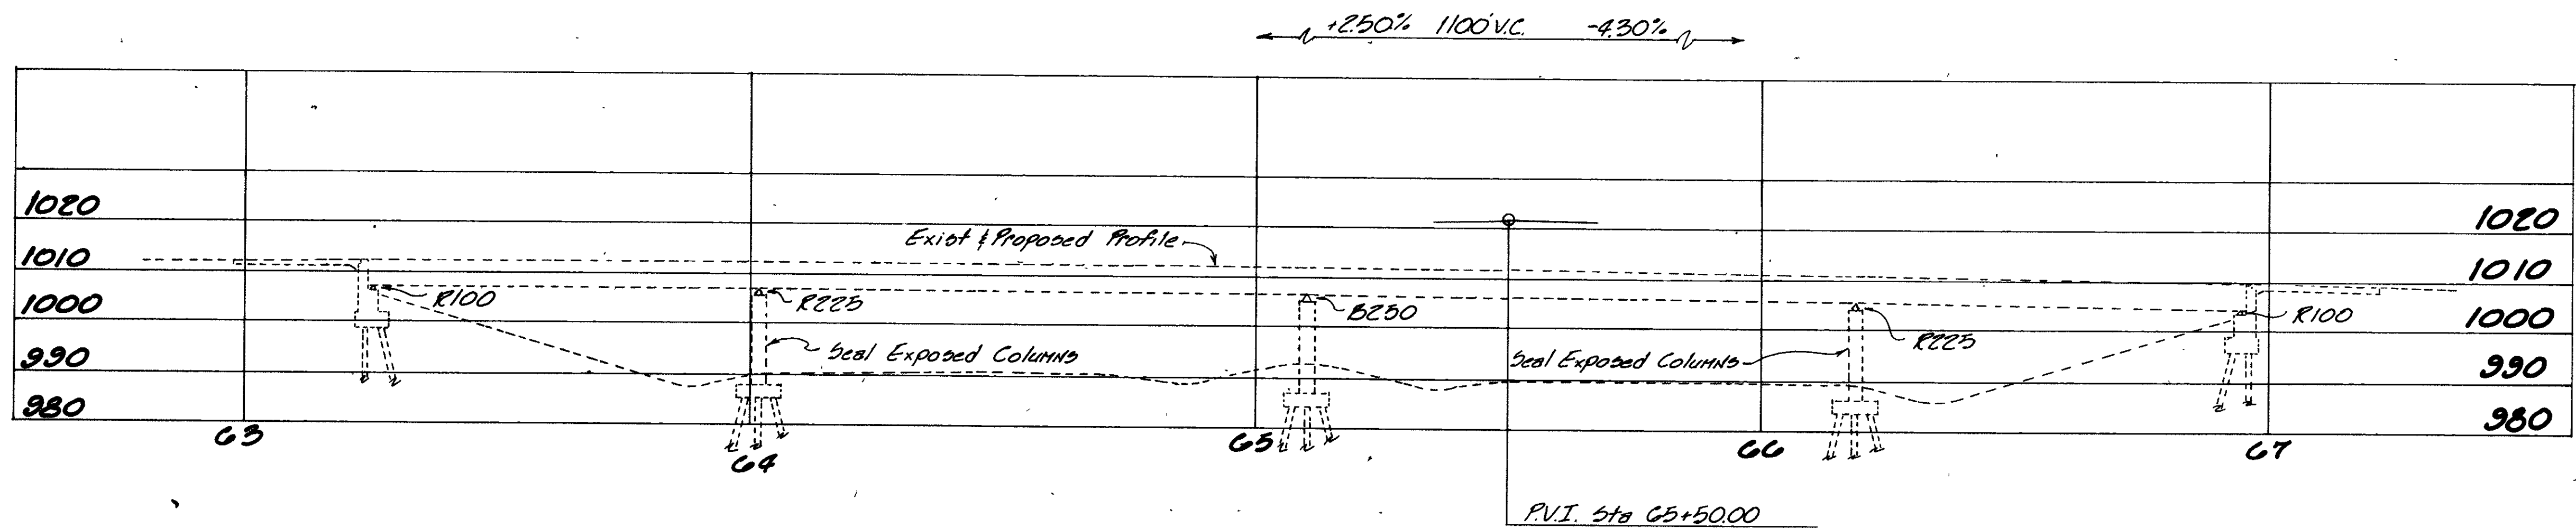 +2.50% 1100' V.C. -4.30%
1020 1020
Exist & Proposed Profile
1010 1010
R100 R225 B250 R225 R100
1000 1000
Seal Exposed Columns Seal Exposed Columns
990 990
980 980
63 64 65 66 67
P.V.I. Sta 65+50.00